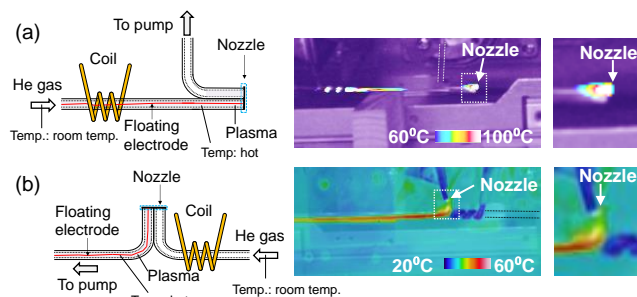 (a)
To pump
Nozzle
Coil
He gas
Temp.: room temp.
Floating
electrode
Plasma
Temp: hot
Nozzle
60⁰C
100⁰C
Nozzle
(b)
Nozzle
Coil
Floating
electrode
He gas
To pump
Plasma
Temp.: room temp.
Nozzle
20⁰C
60⁰C
Nozzle